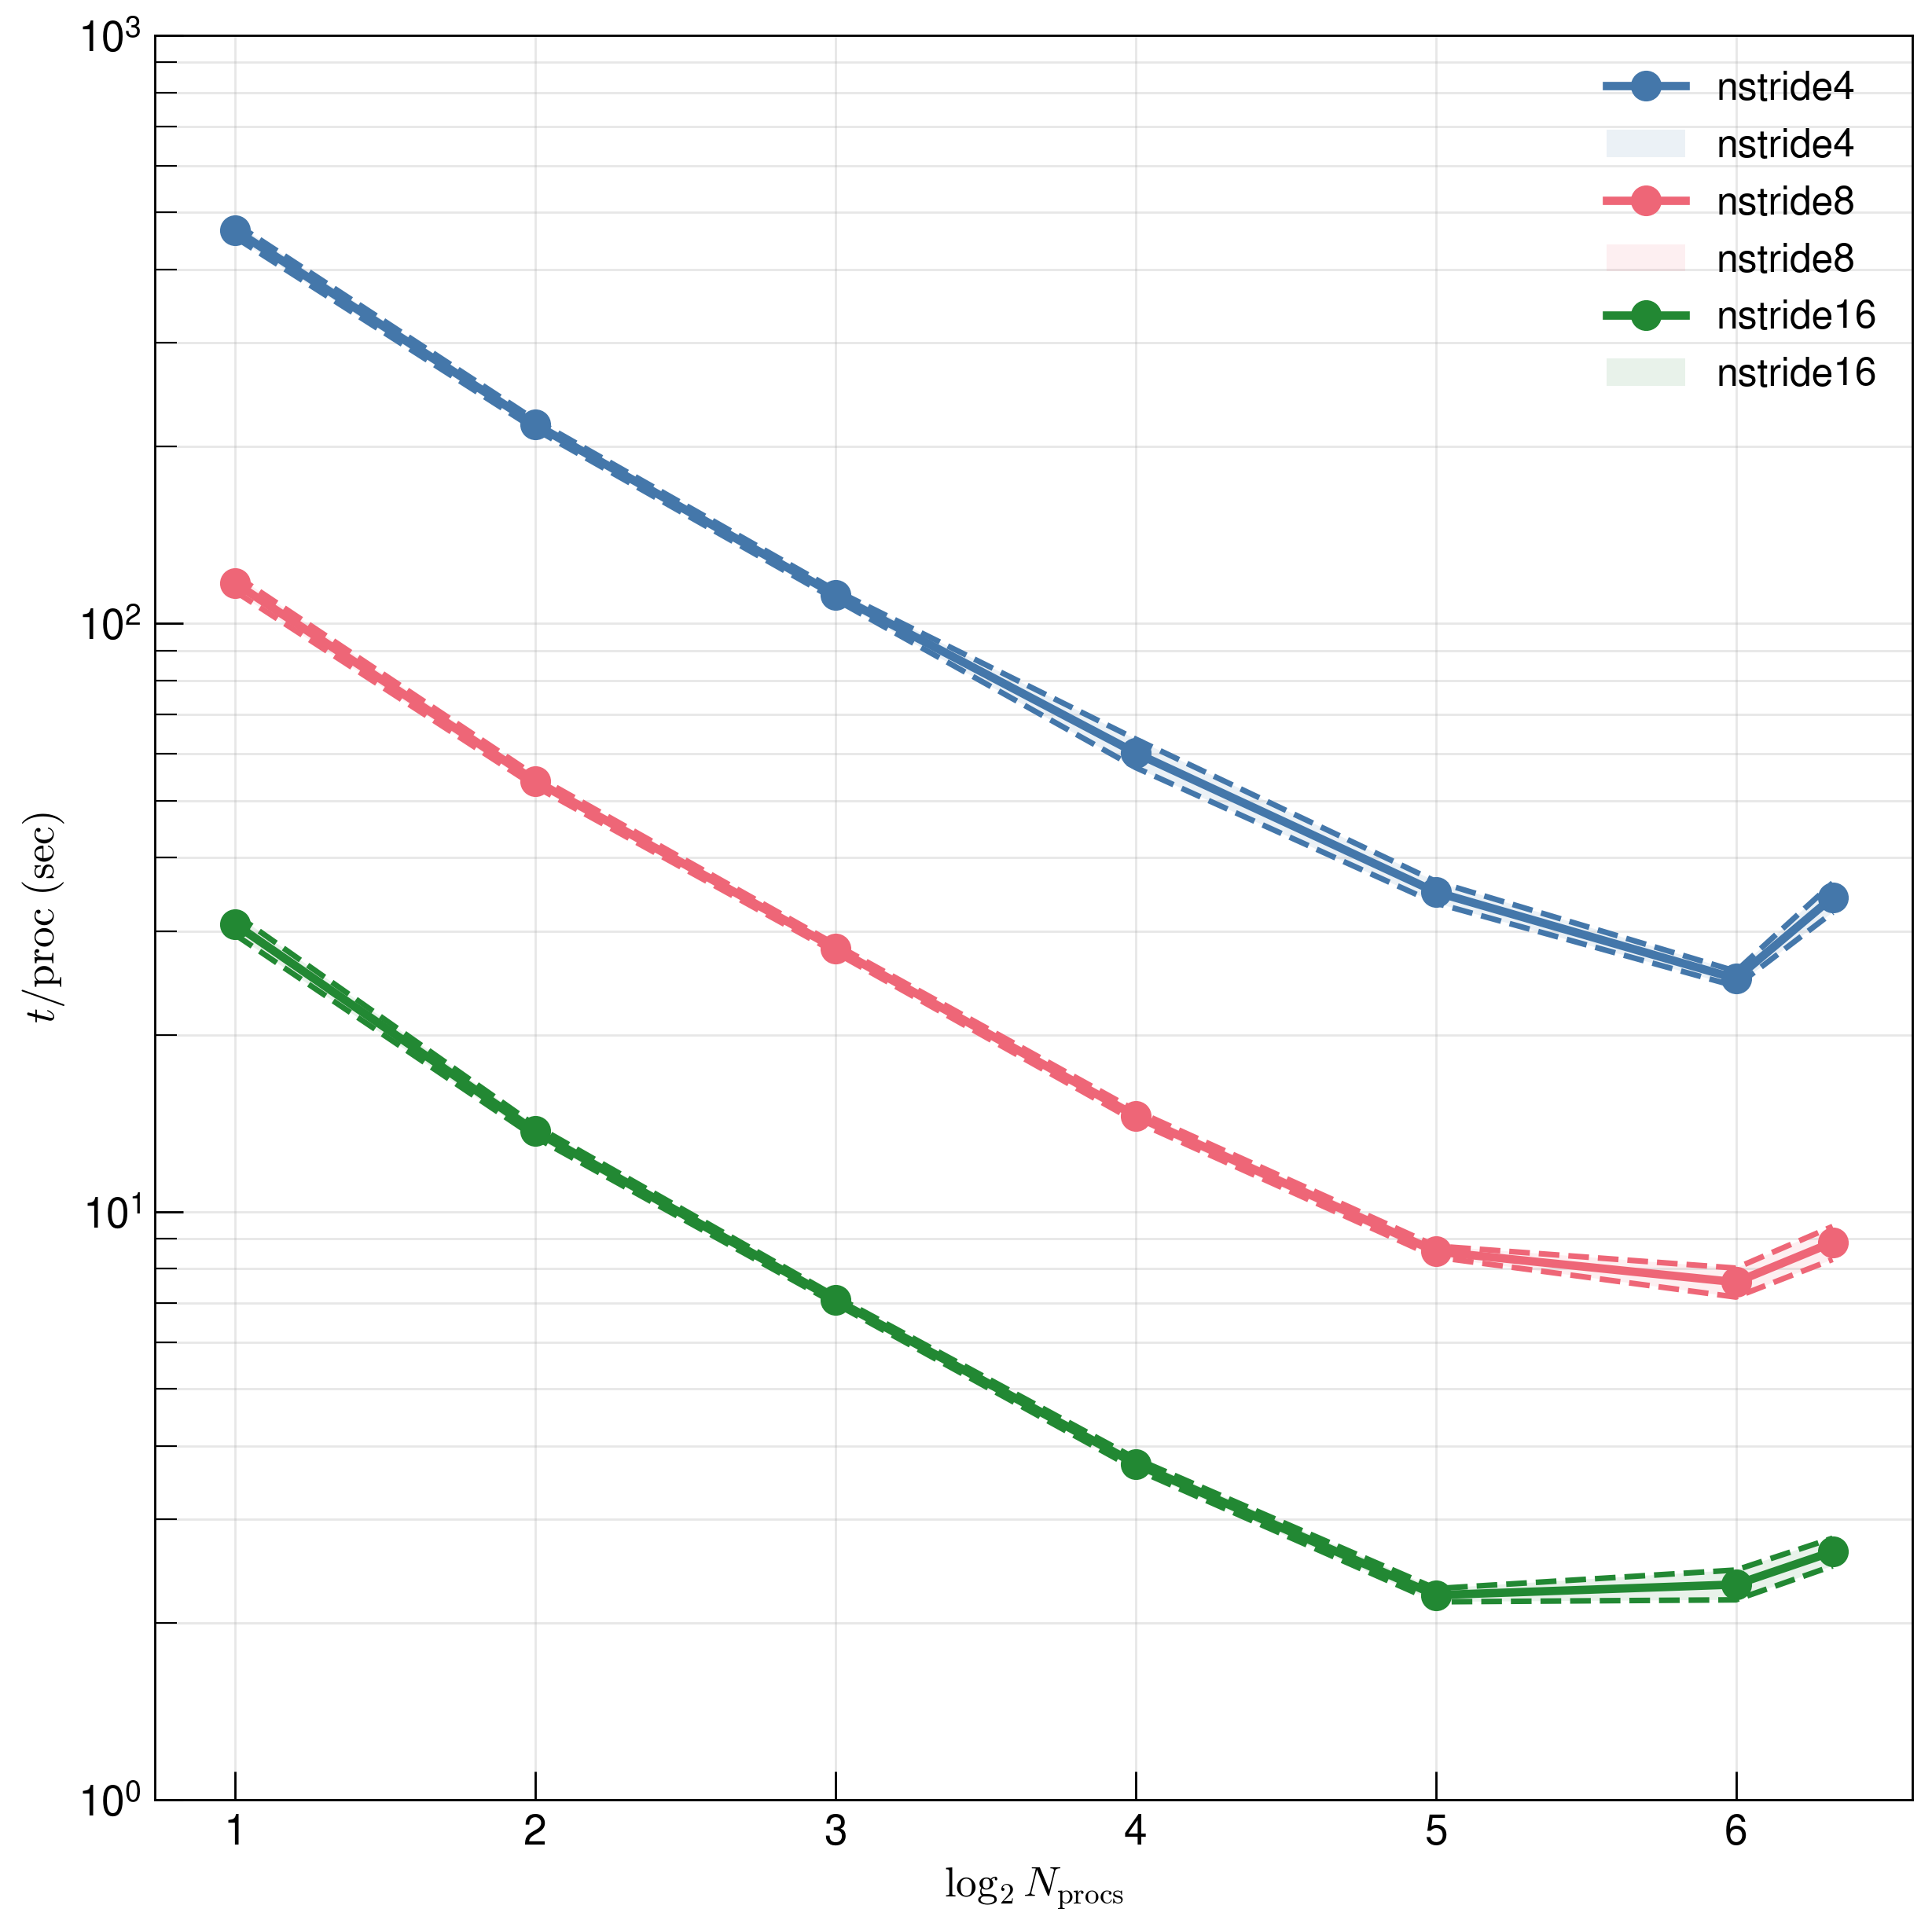 10³
nstride4
nstride4
nstride8
nstride8
nstride16
nstride16
10²
t/proc (sec)
10¹
10⁰
1 2 3 4 5 6
log₂ N_procs